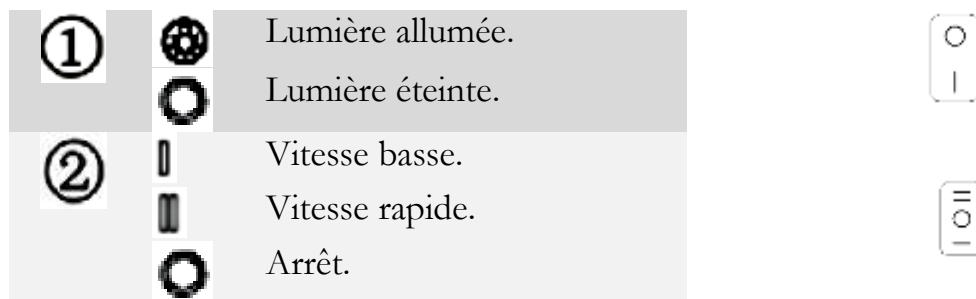 ① Lumière allumée.
Lumière éteinte.
② Vitesse basse.
Vitesse rapide.
Arrêt.